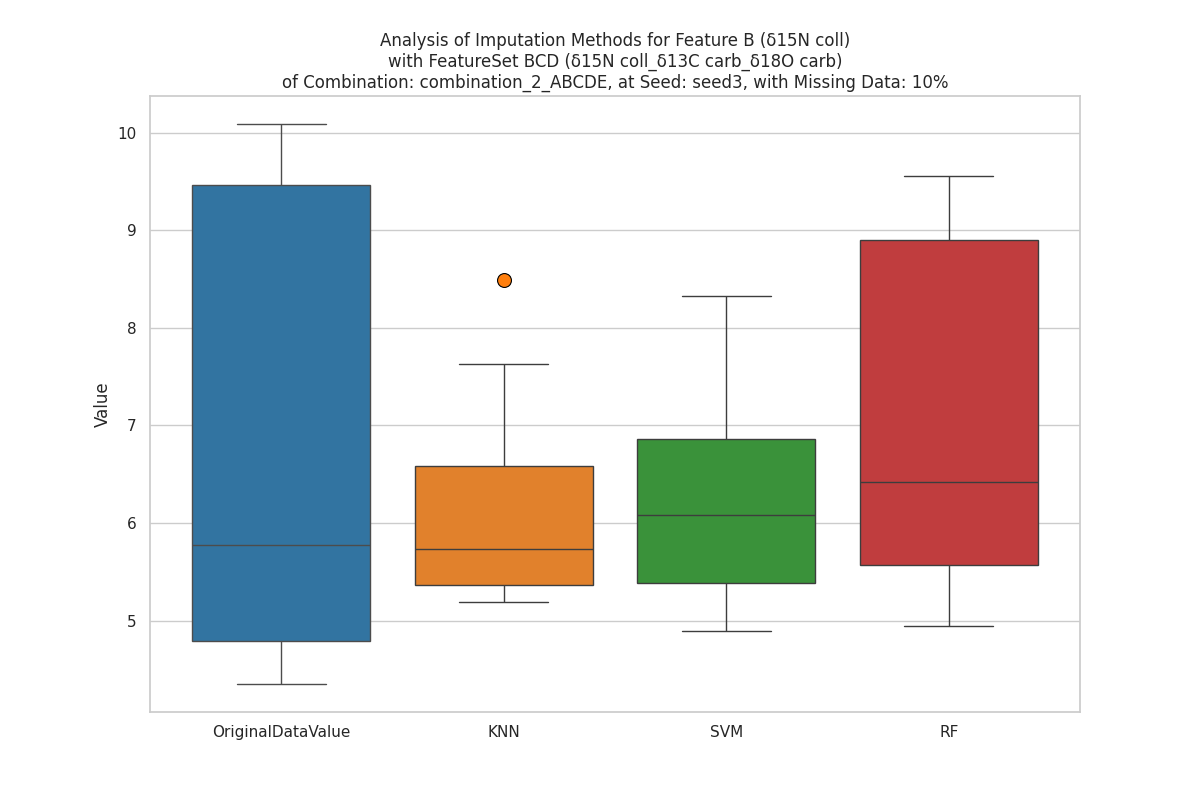 Analysis of Imputation Methods for Feature B (δ15N coll)
with FeatureSet BCD (δ15N coll_δ13C carb_δ18O carb)
of Combination: combination_2_ABCDE, at Seed: seed3, with Missing Data: 10%
10
9
8
7
6
5
Value
OriginalDataValue
KNN
SVM
RF